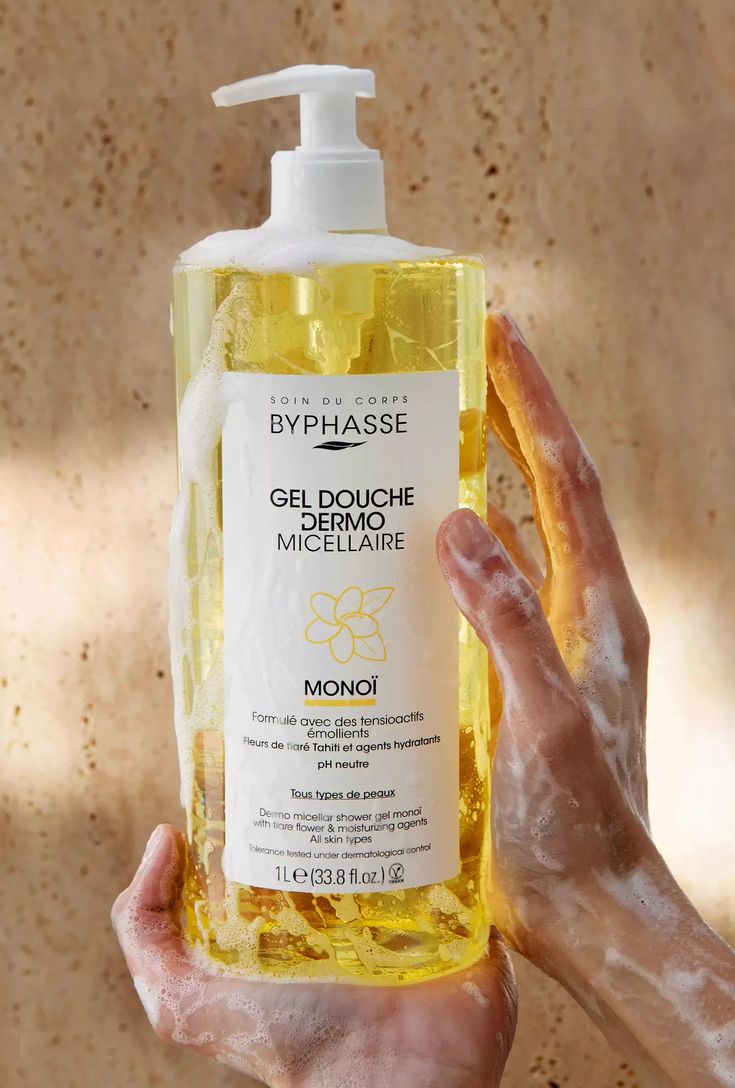 SOIN DU CORPS
BYPHASSE
GEL DOUCHE
DERMO
MICELLAIRE
MONOÏ
Formulé avec des tensioactifs
émollients
Fleurs de tiaré Tahiti et agents hydratants
pH neutre
Tous types de peaux
Dermo micellar shower gel monoï
with tiare flower & moisturizing agents
All skin types
Tolerance tested under dermatological control
1L℮(33.8 fl.oz.) VEGAN